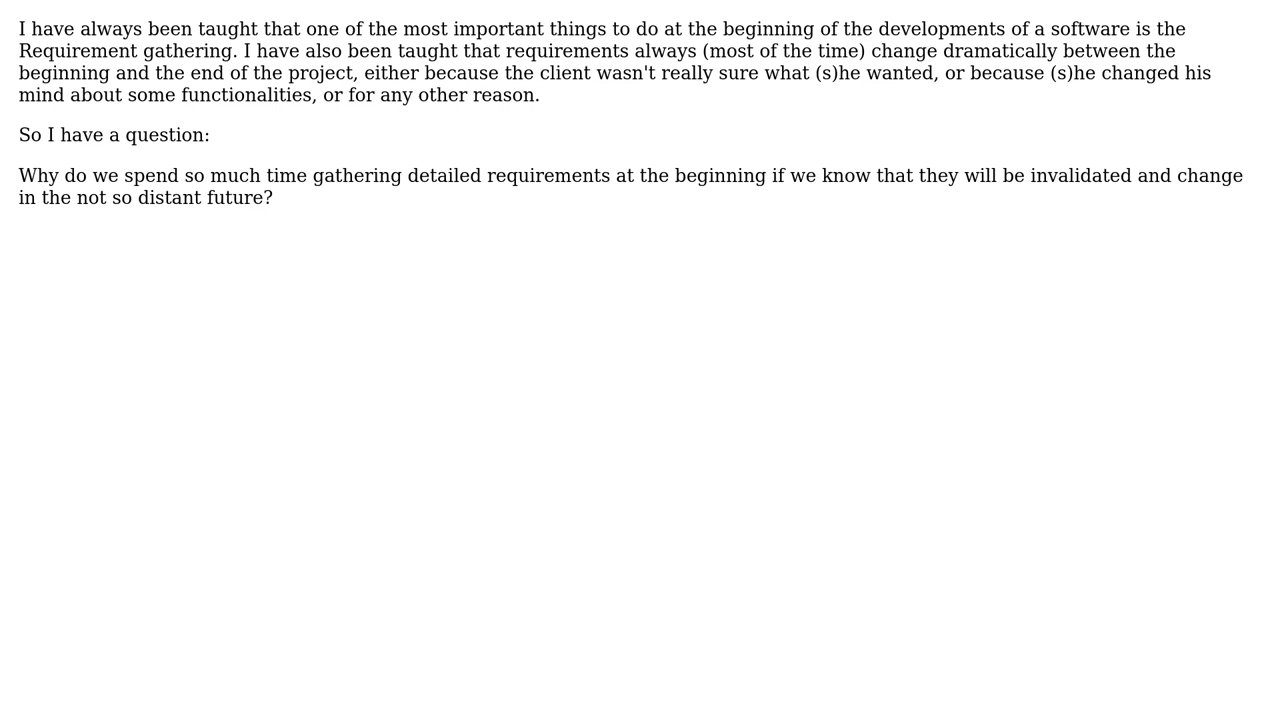 I have always been taught that one of the most important things to do at the beginning of the developments of a software is the
Requirement gathering. I have also been taught that requirements always (most of the time) change dramatically between the
beginning and the end of the project, either because the client wasn't really sure what (s)he wanted, or because (s)he changed his
mind about some functionalities, or for any other reason.
So I have a question:
Why do we spend so much time gathering detailed requirements at the beginning if we know that they will be invalidated and change
in the not so distant future?